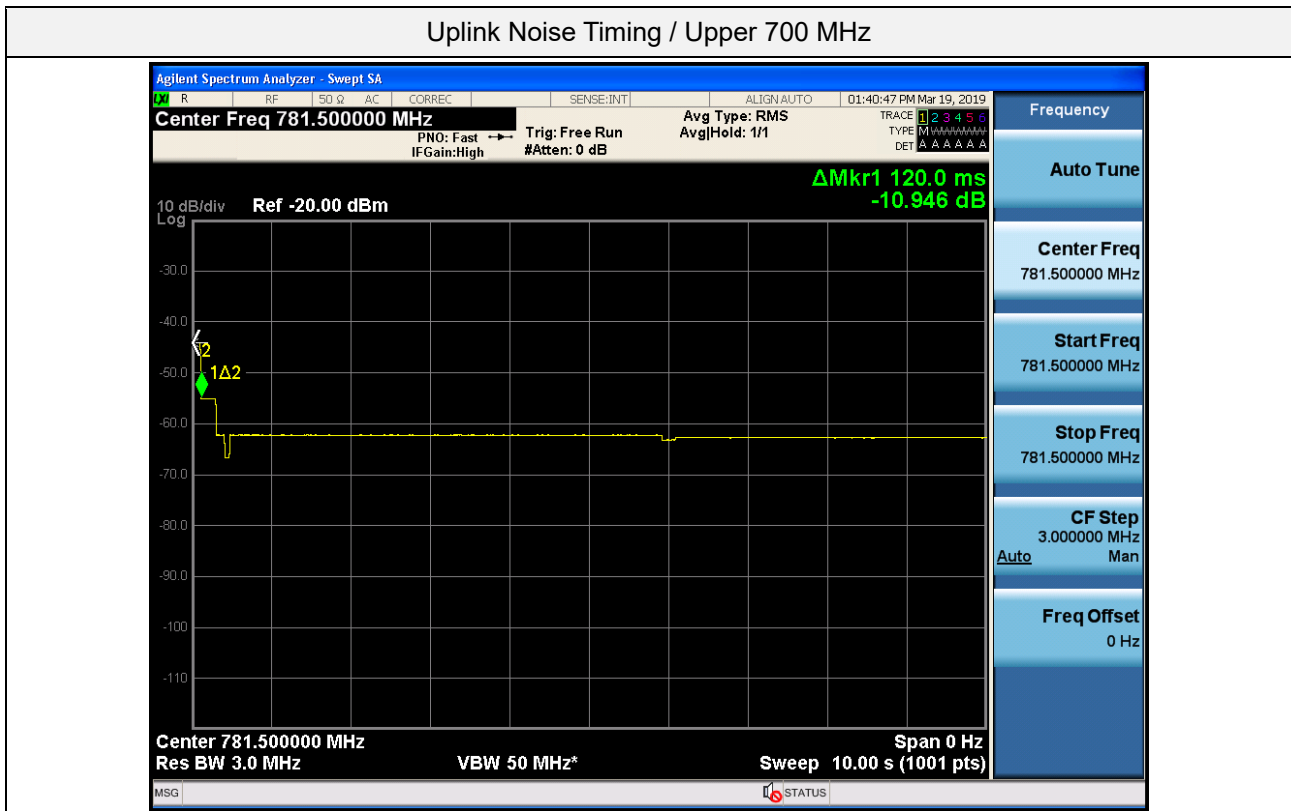 Uplink Noise Timing / Upper 700 MHz
Agilent Spectrum Analyzer - Swept SA
LXI R RF 50 Ω AC CORREC SENSE:INT ALIGN AUTO 01:40:47 PM Mar 19, 2019
Center Freq 781.500000 MHz
PNO: Fast
IFGain:High
Trig: Free Run
#Atten: 0 dB
Avg Type: RMS
Avg|Hold: 1/1
TRACE 1 2 3 4 5 6
TYPE M WWWWW
DET A A A A A A
ΔMkr1 120.0 ms
-10.946 dB
10 dB/div Ref -20.00 dBm
Log
-30.0
-40.0
-50.0
-60.0
-70.0
-80.0
-90.0
-100
-110
2
1Δ2
Center 781.500000 MHz
Span 0 Hz
Res BW 3.0 MHz
VBW 50 MHz*
Sweep 10.00 s (1001 pts)
MSG
STATUS
Frequency
Auto Tune
Center Freq
781.500000 MHz
Start Freq
781.500000 MHz
Stop Freq
781.500000 MHz
CF Step
3.000000 MHz
Auto Man
Freq Offset
0 Hz